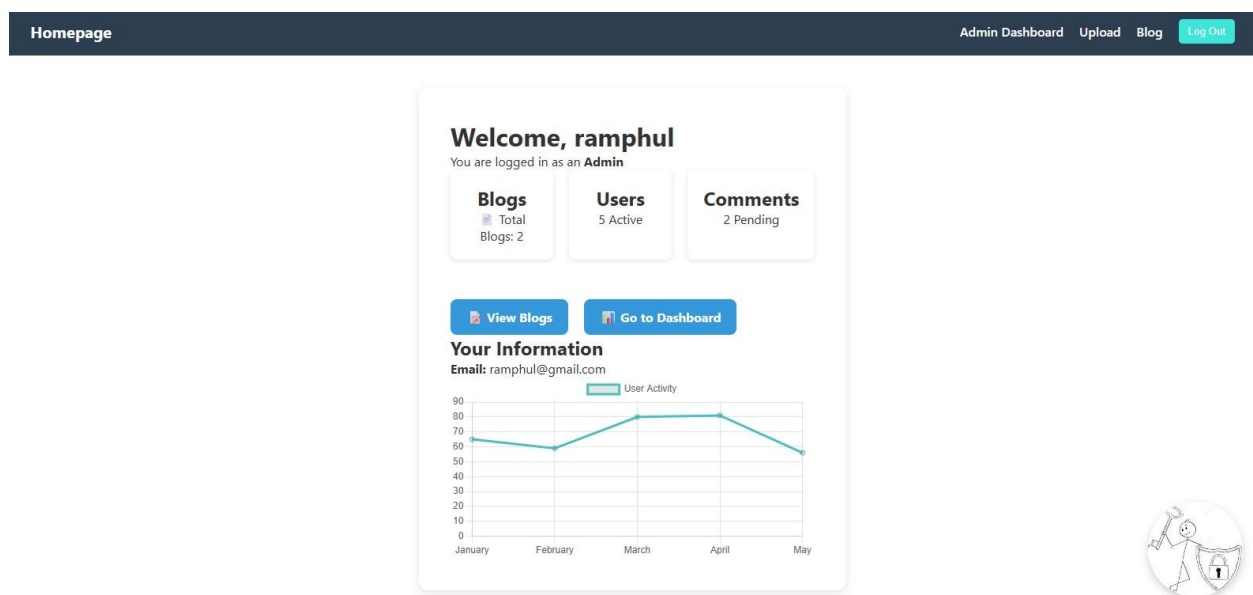 Homepage
Admin Dashboard Upload Blog Log Out
Welcome, ramphul
You are logged in as an Admin
Blogs
Total
Blogs: 2
Users
5 Active
Comments
2 Pending
View Blogs
Go to Dashboard
Your Information
Email: ramphul@gmail.com
User Activity
90
80
70
60
50
40
30
20
10
0
January February March April May